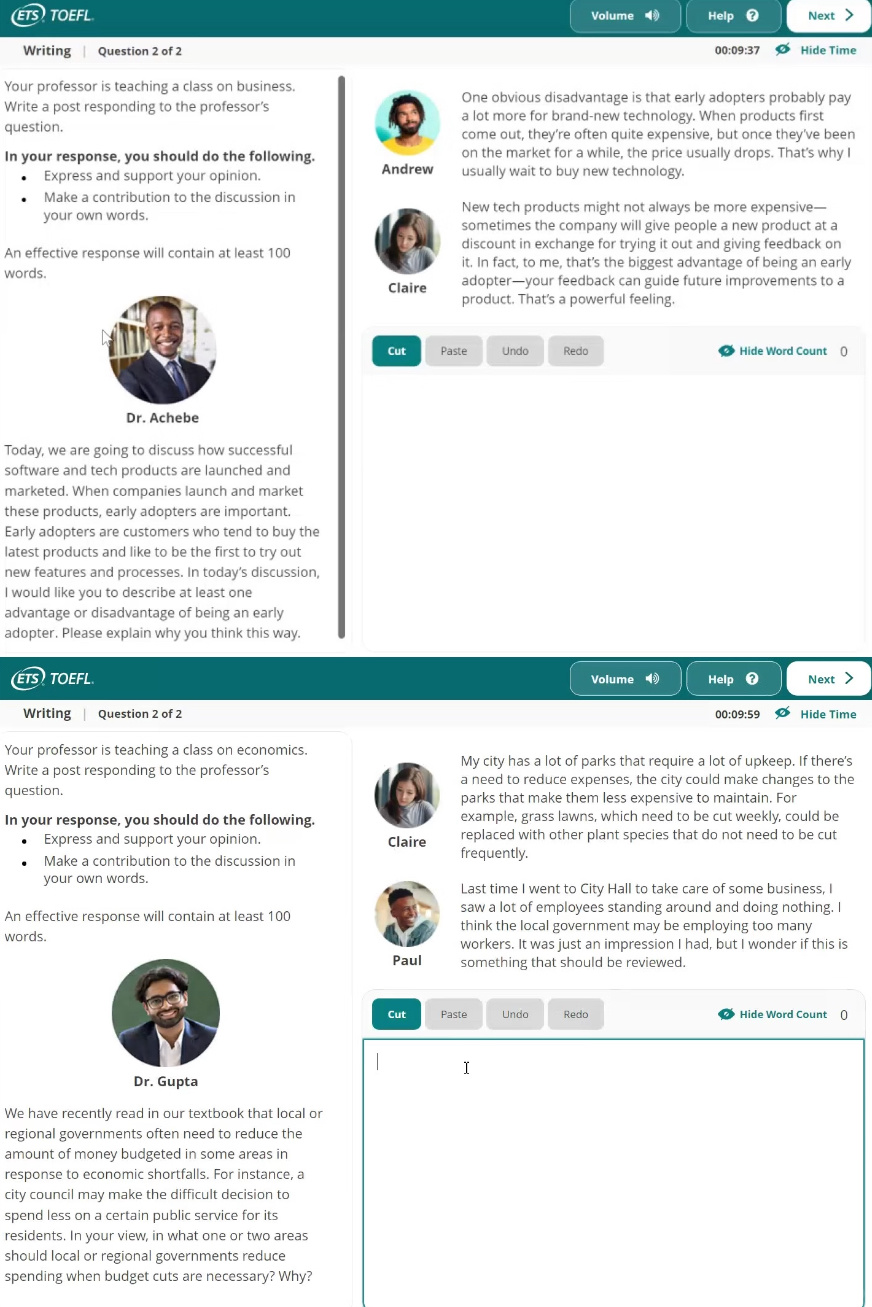 ETS TOEFL.
Volume
Help
Next
Writing | Question 2 of 2
00:09:37
Hide Time
Your professor is teaching a class on business.
Write a post responding to the professor's
question.
In your response, you should do the following.
• Express and support your opinion.
• Make a contribution to the discussion in
your own words.
An effective response will contain at least 100
words.
Dr. Achebe
Today, we are going to discuss how successful
software and tech products are launched and
marketed. When companies launch and market
these products, early adopters are important.
Early adopters are customers who tend to buy the
latest products and like to be the first to try out
new features and processes. In today's discussion,
I would like you to describe at least one
advantage or disadvantage of being an early
adopter. Please explain why you think this way.
Andrew
One obvious disadvantage is that early adopters probably pay
a lot more for brand-new technology. When products first
come out, they're often quite expensive, but once they've been
on the market for a while, the price usually drops. That's why I
usually wait to buy new technology.
Claire
New tech products might not always be more expensive—
sometimes the company will give people a new product at a
discount in exchange for trying it out and giving feedback on
it. In fact, to me, that's the biggest advantage of being an early
adopter—your feedback can guide future improvements to a
product. That's a powerful feeling.
Cut
Paste
Undo
Redo
Hide Word Count 0
ETS TOEFL.
Volume
Help
Next
Writing | Question 2 of 2
00:09:59
Hide Time
Your professor is teaching a class on economics.
Write a post responding to the professor's
question.
In your response, you should do the following.
• Express and support your opinion.
• Make a contribution to the discussion in
your own words.
An effective response will contain at least 100
words.
Dr. Gupta
We have recently read in our textbook that local or
regional governments often need to reduce the
amount of money budgeted in some areas in
response to economic shortfalls. For instance, a
city council may make the difficult decision to
spend less on a certain public service for its
residents. In your view, in what one or two areas
should local or regional governments reduce
spending when budget cuts are necessary? Why?
Claire
My city has a lot of parks that require a lot of upkeep. If there's
a need to reduce expenses, the city could make changes to the
parks that make them less expensive to maintain. For
example, grass lawns, which need to be cut weekly, could be
replaced with other plant species that do not need to be cut
frequently.
Paul
Last time I went to City Hall to take care of some business, I
saw a lot of employees standing around and doing nothing. I
think the local government may be employing too many
workers. It was just an impression I had, but I wonder if this is
something that should be reviewed.
Cut
Paste
Undo
Redo
Hide Word Count 0